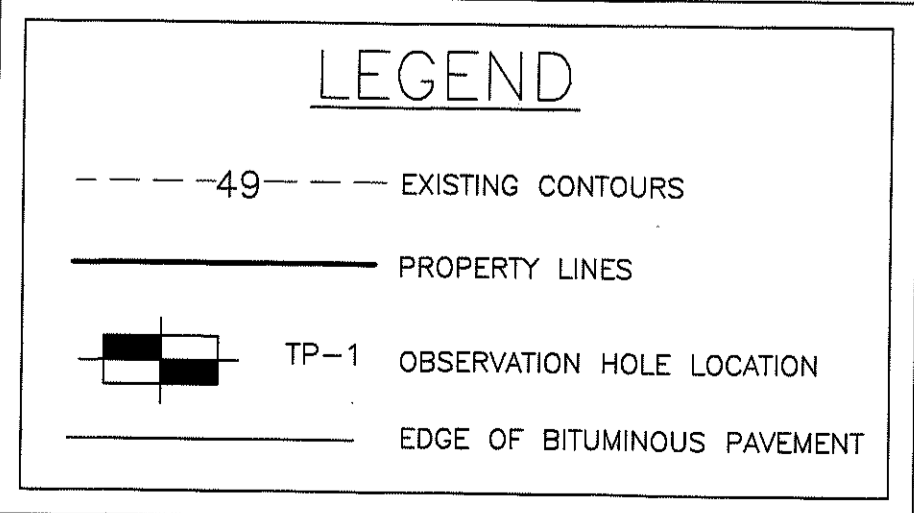 LEGEND
49 EXISTING CONTOURS
PROPERTY LINES
TP-1 OBSERVATION HOLE LOCATION
EDGE OF BITUMINOUS PAVEMENT